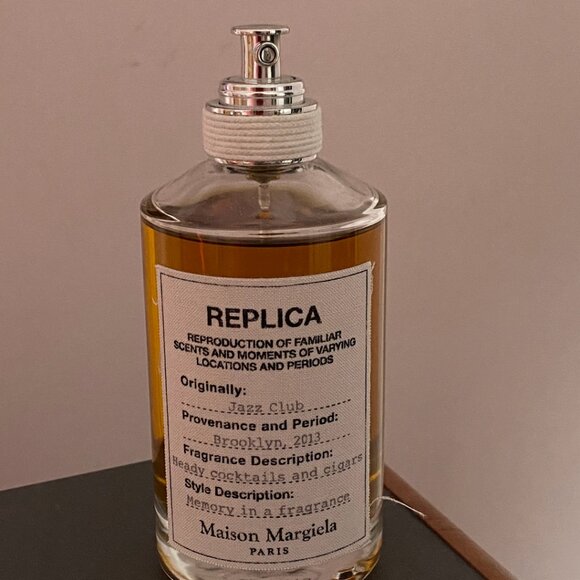 REPLICA
REPRODUCTION OF FAMILIAR
SCENTS AND MOMENTS OF VARYING
LOCATIONS AND PERIODS
Originally:
Jazz Club
Provenance and Period:
Brooklyn, 2013
Fragrance Description:
Heady cocktails and cigars
Style Description:
Memory in a fragrance
Maison Margiela
PARIS